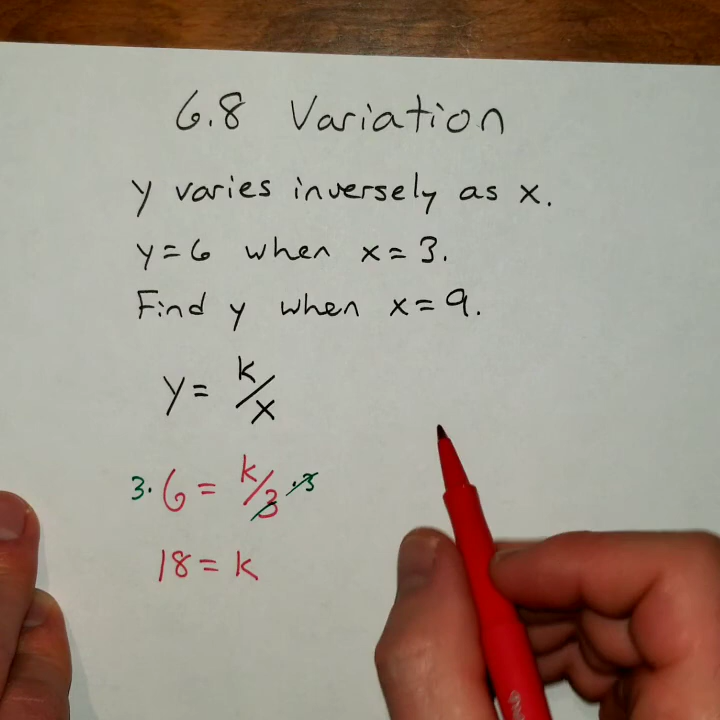 6.8 Variation
y varies inversely as x.
y=6 when x=3.
Find y when x=9.
y= k/x
3·6=k/3·3
18=k